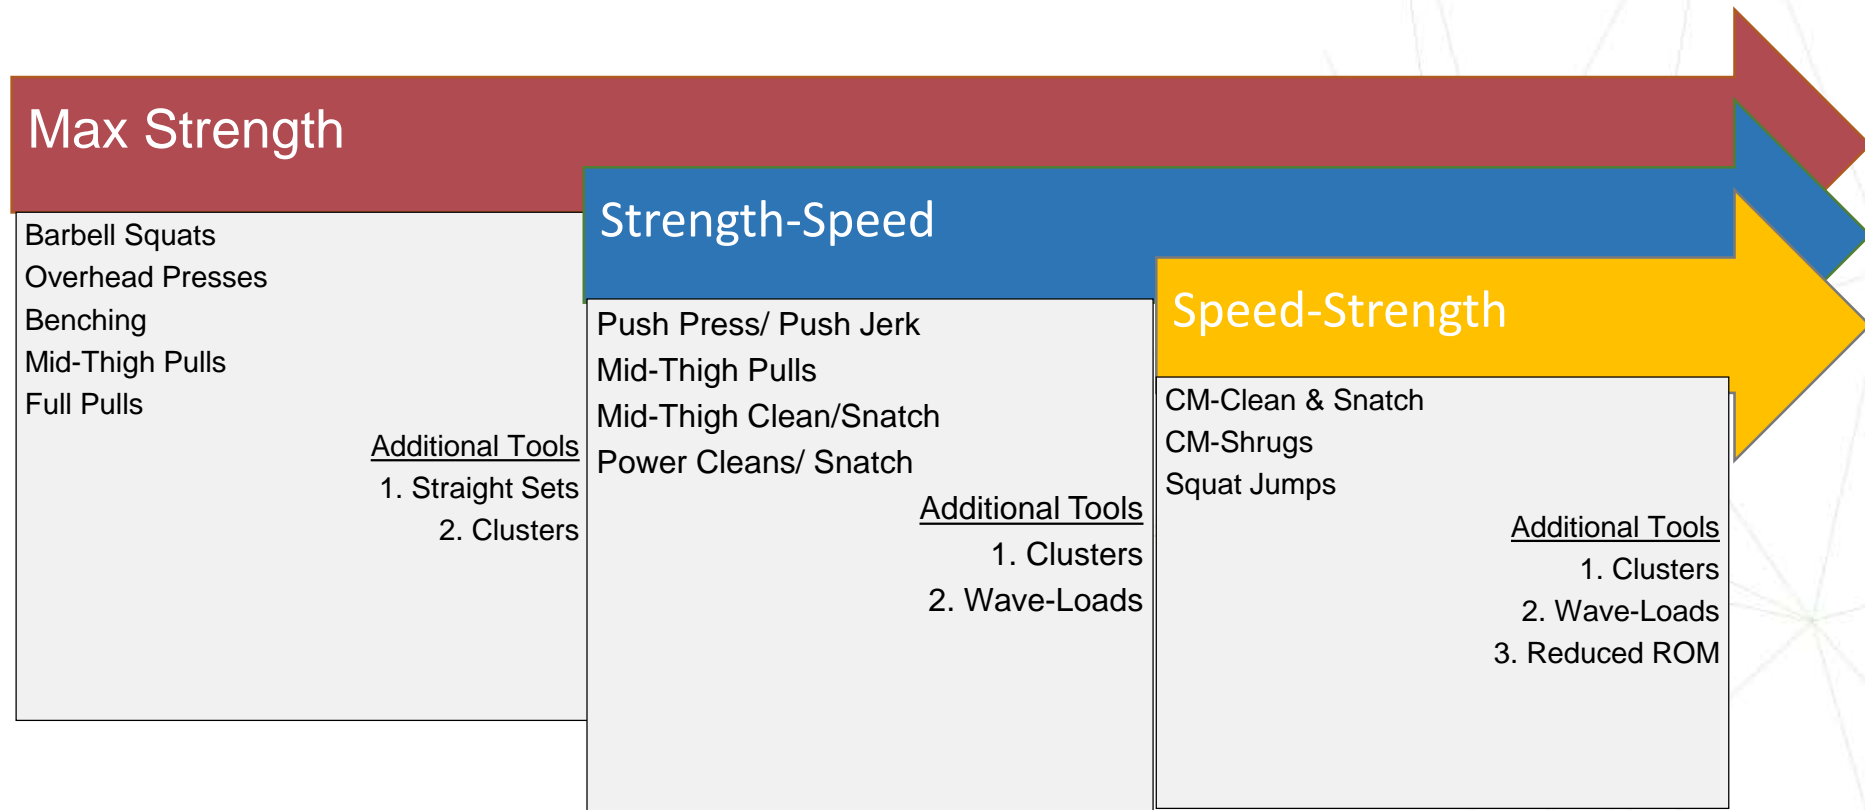 Max Strength
Barbell Squats
Overhead Presses
Benching
Mid-Thigh Pulls
Full Pulls
Additional Tools
1. Straight Sets
2. Clusters
Strength-Speed
Push Press/ Push Jerk
Mid-Thigh Pulls
Mid-Thigh Clean/Snatch
Power Cleans/ Snatch
Additional Tools
1. Clusters
2. Wave-Loads
Speed-Strength
CM-Clean & Snatch
CM-Shrugs
Squat Jumps
Additional Tools
1. Clusters
2. Wave-Loads
3. Reduced ROM